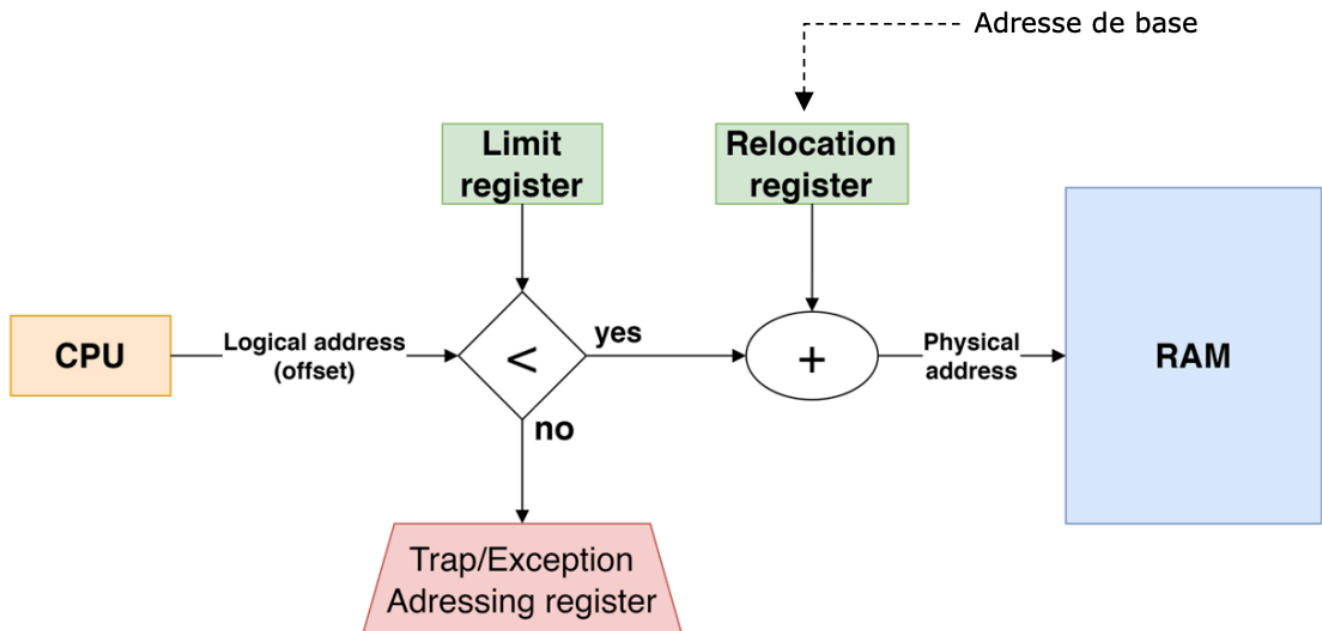 Adresse de base
Limit
register
Relocation
register
CPU
Logical address
(offset)
<
yes
+
Physical
address
RAM
no
Trap/Exception
Adressing register